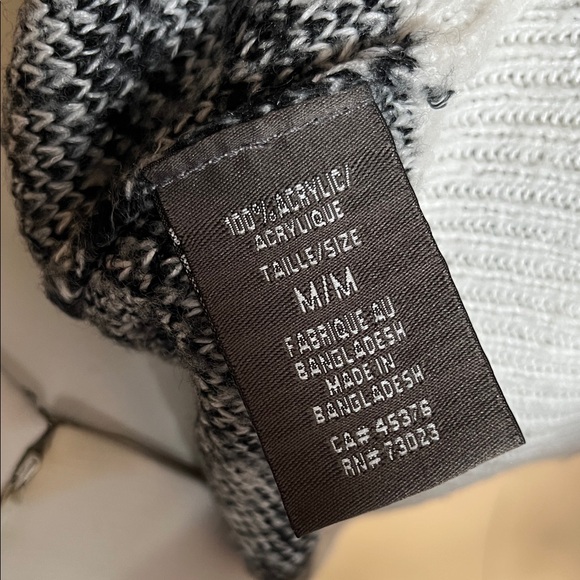 100% ACRYLIC/
ACRYLIQUE
TAILLE/SIZE
M/M
FABRIQUE AU
BANGLADESH
MADE IN
BANGLADESH
CA# 45376
RN# 73023